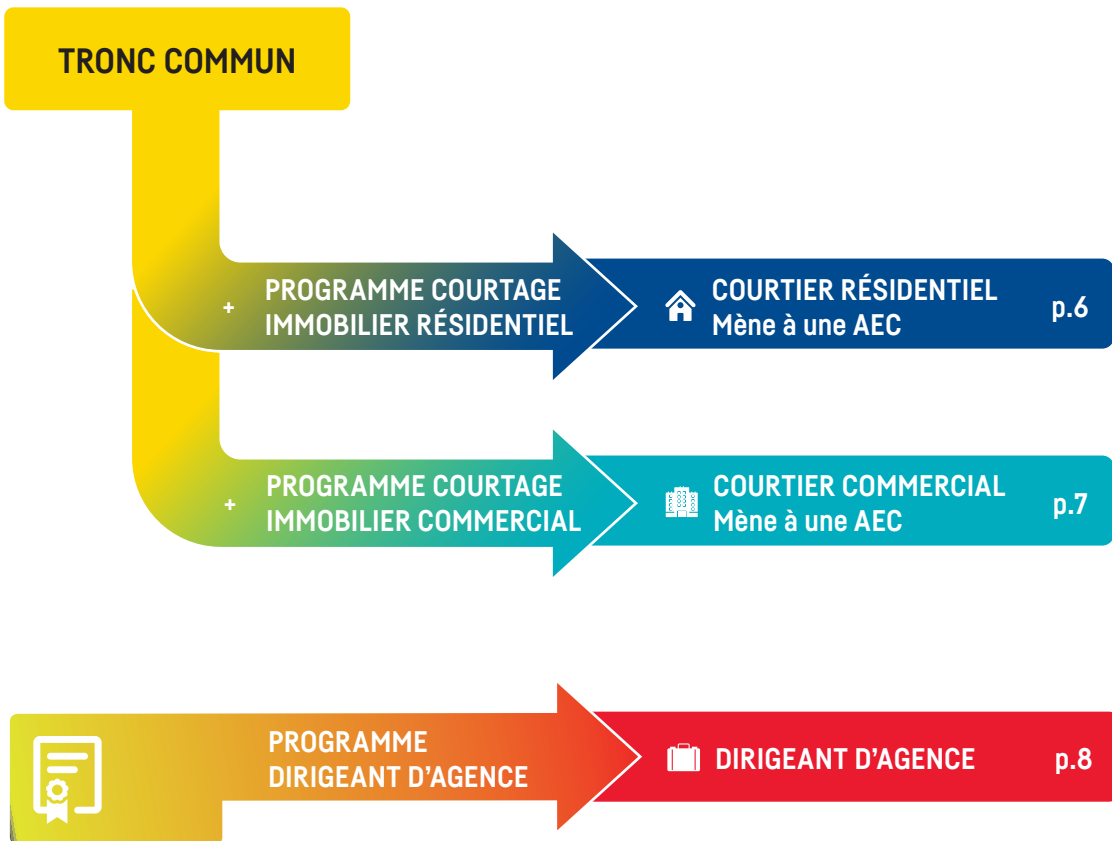 TRONC COMMUN
+ PROGRAMME COURTAGE
IMMOBILIER RÉSIDENTIEL
COURTIER RÉSIDENTIEL
Mène à une AEC
p.6
+ PROGRAMME COURTAGE
IMMOBILIER COMMERCIAL
COURTIER COMMERCIAL
Mène à une AEC
p.7
PROGRAMME
DIRIGEANT D'AGENCE
DIRIGEANT D'AGENCE
p.8